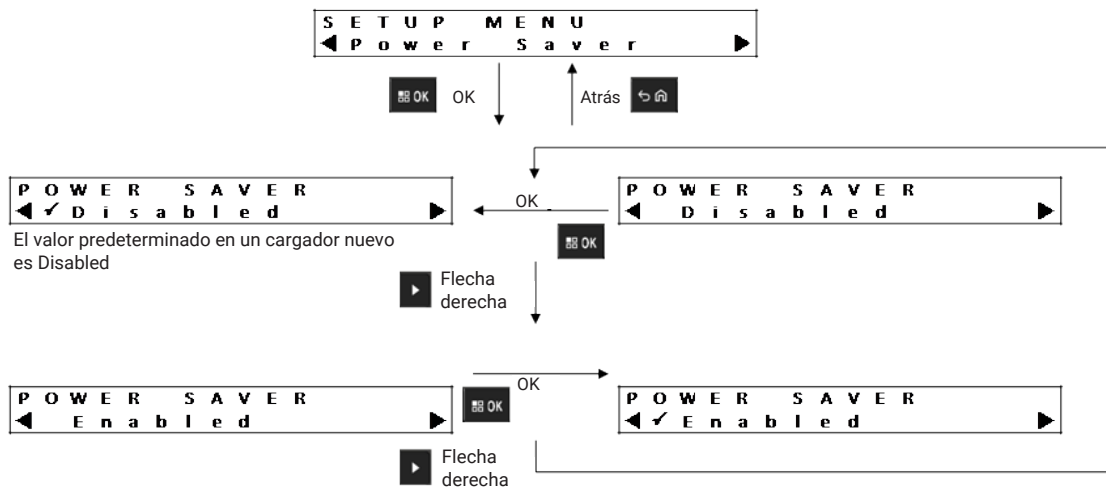 SETUP MENU
◀ Power Saver ▶
OK OK
Atrás
POWER SAVER
◀ ✓ Disabled ▶
OK
POWER SAVER
◀ Disabled ▶
El valor predeterminado en un cargador nuevo
es Disabled
OK
Flecha
derecha
POWER SAVER
◀ Enabled ▶
OK
OK
POWER SAVER
◀ ✓ Enabled ▶
Flecha
derecha